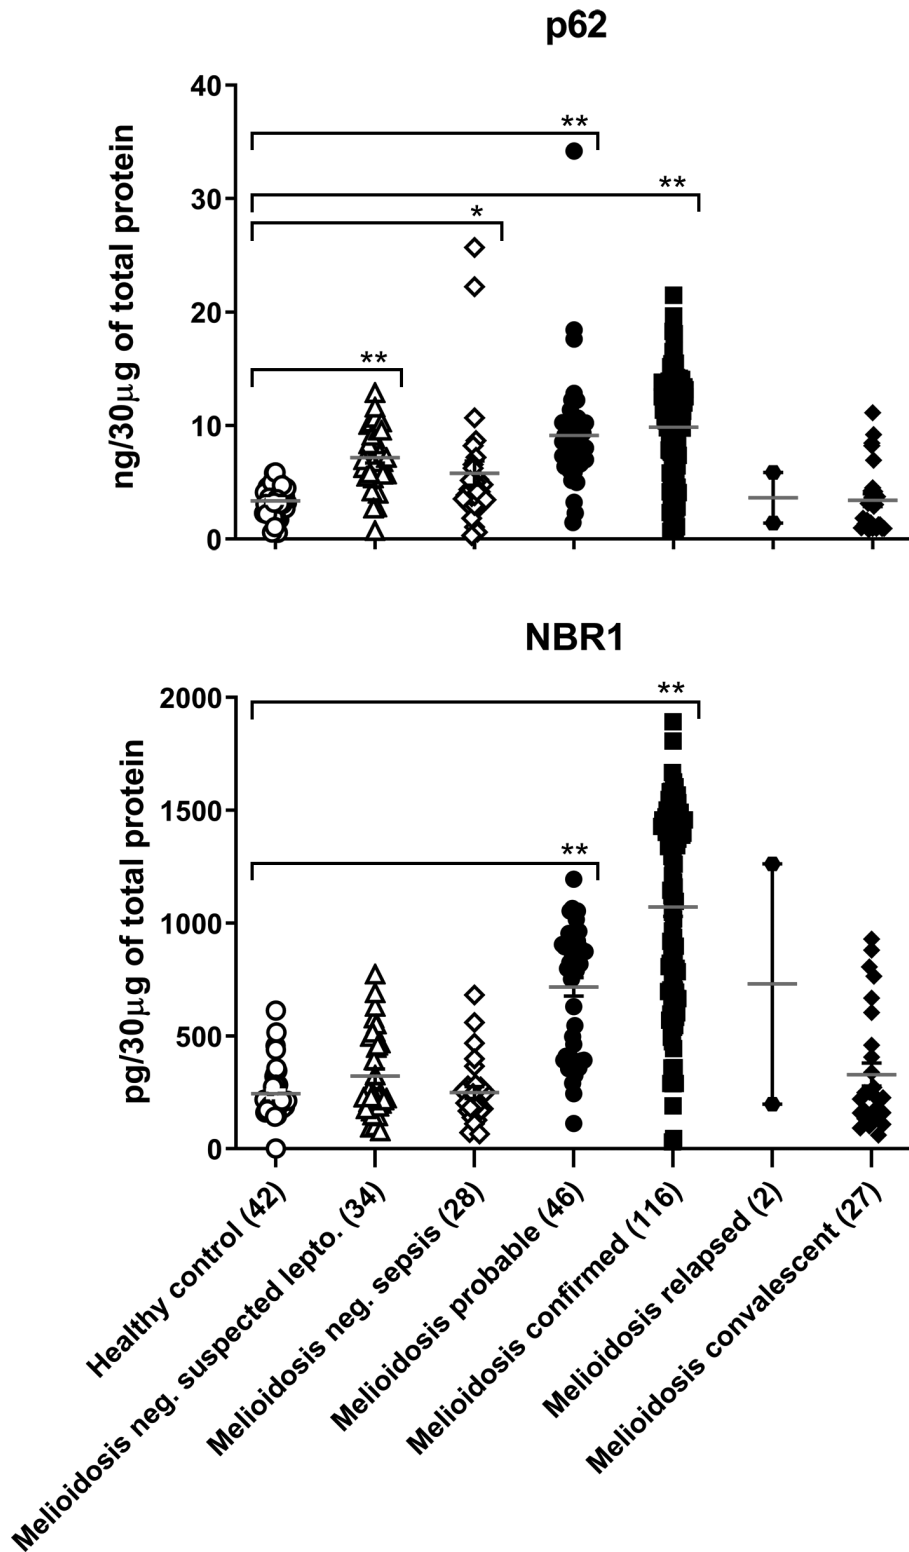 p62
ng/30µg of total protein
40
30
20
10
0
**
**
*
**
NBR1
pg/30µg of total protein
2000
1500
1000
500
0
**
**
Healthy control (42)
Melioidosis neg. suspected lepto. (34)
Melioidosis neg. sepsis (28)
Melioidosis probable (46)
Melioidosis confirmed (116)
Melioidosis relapsed (2)
Melioidosis convalescent (27)